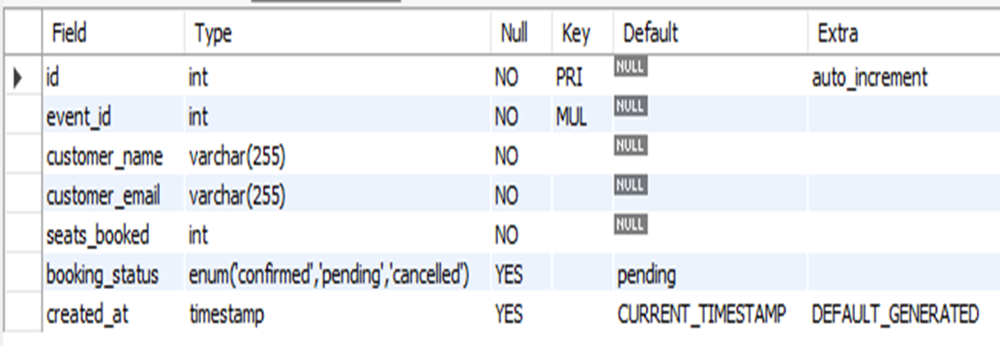 Field Type Null Key Default Extra
id int NO PRI NULL auto_increment
event_id int NO MUL NULL
customer_name varchar(255) NO NULL
customer_email varchar(255) NO NULL
seats_booked int NO NULL
booking_status enum('confirmed','pending','cancelled') YES pending
created_at timestamp YES CURRENT_TIMESTAMP DEFAULT_GENERATED